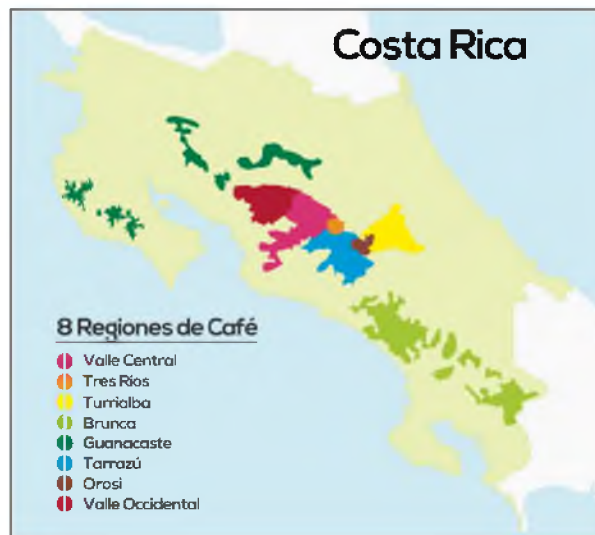 Costa Rica
8 Regiones de Café
Valle Central
Tres Ríos
Turrialba
Brunca
Guanacaste
Tarrazú
Orosi
Valle Occidental